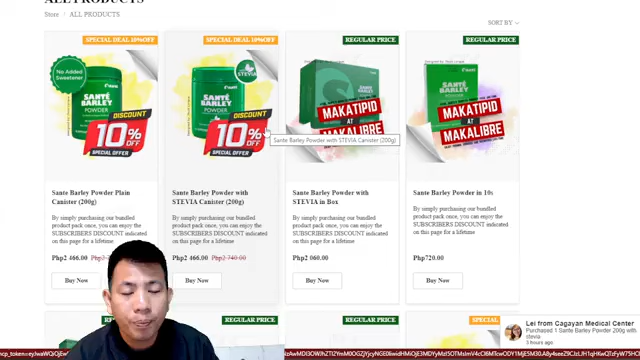 ALL PRODUCTS
Store / ALL PRODUCTS
SORT BY
SPECIAL DEAL 10%OFF
SPECIAL DEAL 10%OFF
REGULAR PRICE
REGULAR PRICE
No Added
Sweetener
SANTÉ
BARLEY
POWDER
DISCOUNT
10%
OFF
SPECIAL OFFER
STEVIA
SANTÉ
BARLEY
POWDER
DISCOUNT
10%
OFF
SPECIAL OFFER
MAKATIPID
AT
MAKALIBRE
SANTÉ
BARLEY
MAKATIPID
AT
MAKALIBRE
Sante Barley Powder with STEVIA Canister (200g)
Sante Barley Powder Plain
Canister (200g)
By simply purchasing our bundled
product pack once, you can enjoy the
SUBSCRIBERS DISCOUNT indicated
on this page for a lifetime
Php2 466.00
Buy Now
Sante Barley Powder with
STEVIA Canister (200g)
By simply purchasing our bundled
product pack once, you can enjoy the
SUBSCRIBERS DISCOUNT indicated
on this page for a lifetime
Php2 466.00 Php2 740.00
Buy Now
Sante Barley Powder with
STEVIA in Box
By simply purchasing our bundled
product pack once, you can enjoy the
SUBSCRIBERS DISCOUNT indicated
on this page for a lifetime
Php2 060.00
Buy Now
Sante Barley Powder in 10s
By simply purchasing our bundled
product pack once, you can enjoy the
SUBSCRIBERS DISCOUNT indicated
on this page for a lifetime
Php720.00
Buy Now
REGULAR PRICE
SPECIAL
Lei from Cagayan Medical Center
Purchased 1 Sante Barley Powder 200g with
stevia
5 hours ago